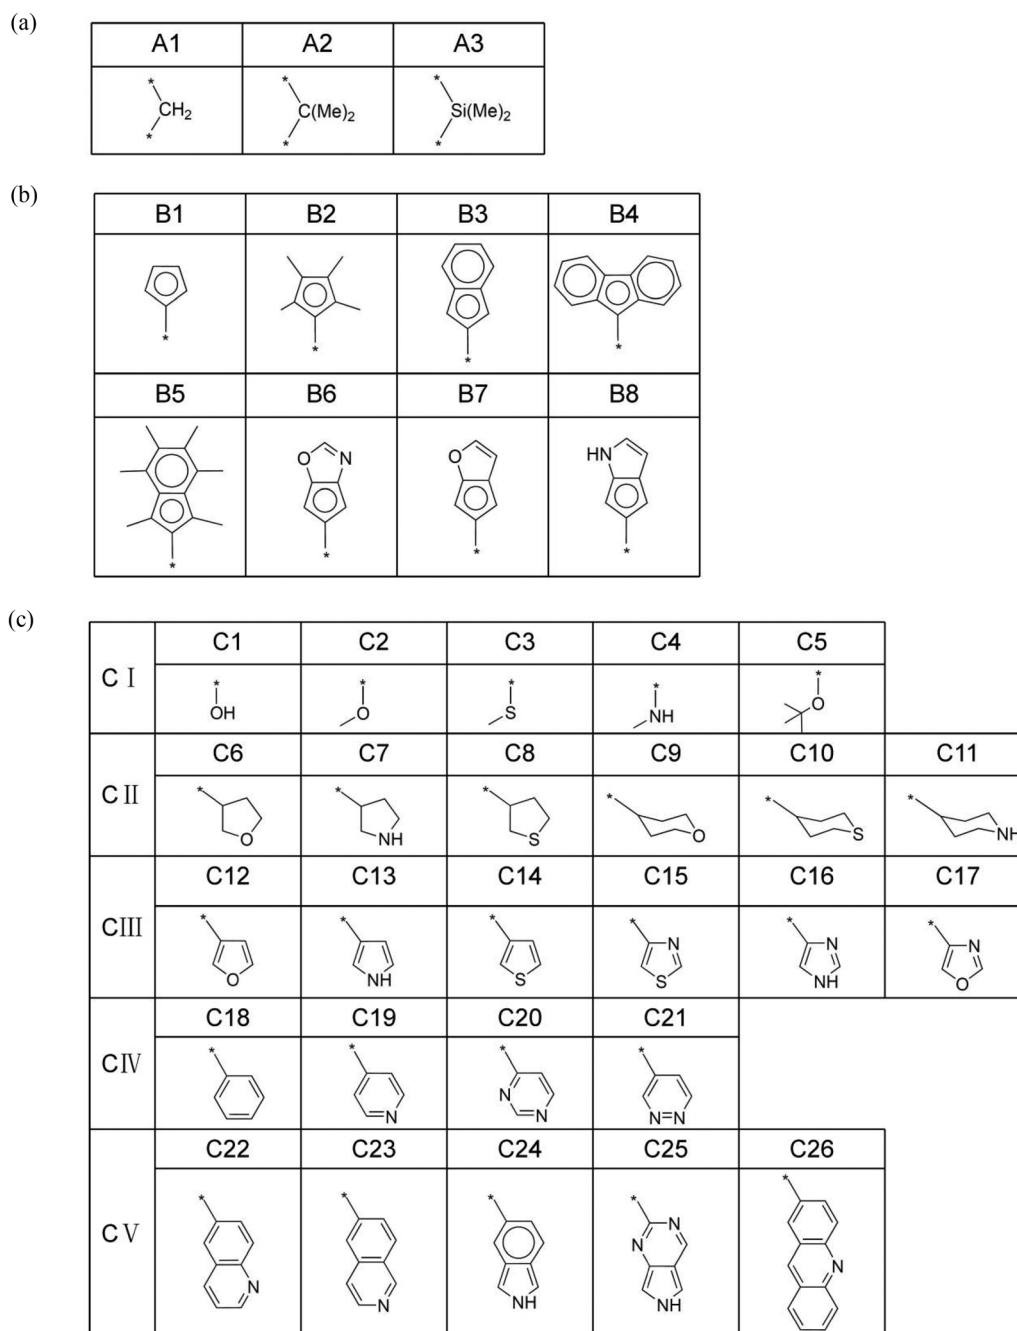 (a)
A1 A2 A3
* CH2 * * C(Me)2 * * Si(Me)2 *
(b)
B1 B2 B3 B4
* * * *
B5 B6 B7 B8
* O N * O * HN *
(c)
C I
C1 C2 C3 C4 C5
* OH * O * S * NH * O
C II
C6 C7 C8 C9 C10 C11
* O * NH * S * O * S * NH
C III
C12 C13 C14 C15 C16 C17
* O * NH * S * N S * N NH * N O
C IV
C18 C19 C20 C21
* * N * N N * N=N
C V
C22 C23 C24 C25 C26
* N * N * NH * N N NH * N